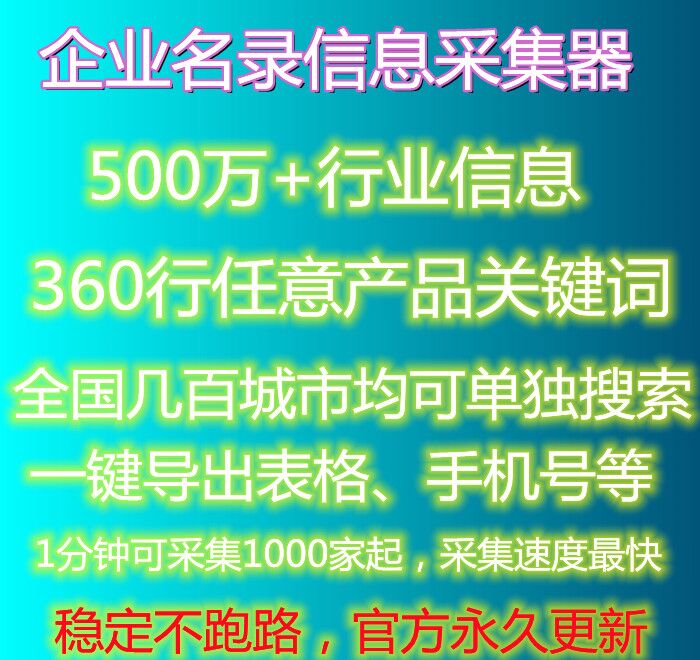 企业名录信息采集器
500万+行业信息
360行任意产品关键词
全国几百城市均可单独搜索
一键导出表格、手机号等
1分钟可采集1000家起，采集速度最快
稳定不跑路，官方永久更新